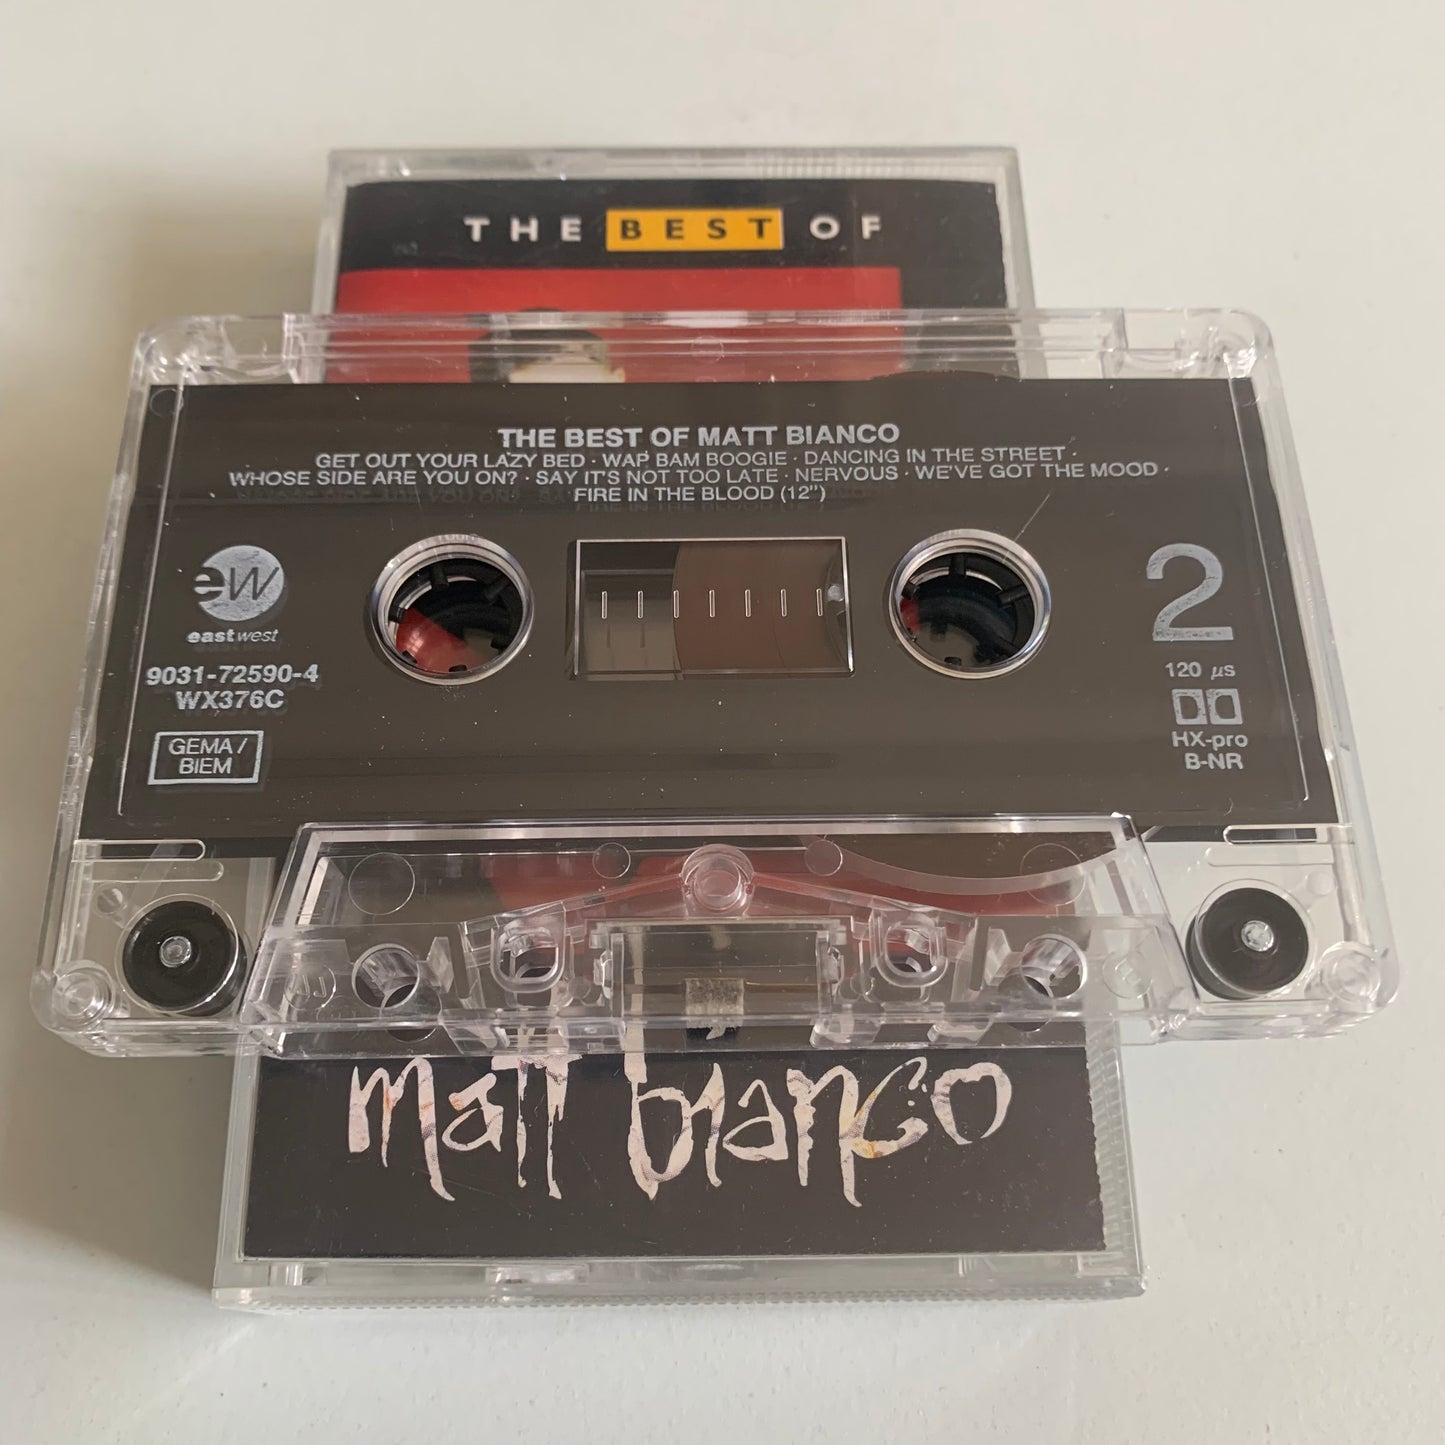 THE BEST OF
THE BEST OF MATT BIANCO
GET OUT YOUR LAZY BED · WAP BAM BOOGIE · DANCING IN THE STREET ·
WHOSE SIDE ARE YOU ON? · SAY IT'S NOT TOO LATE · NERVOUS · WE'VE GOT THE MOOD ·
FIRE IN THE BLOOD (12")
ew
eastwest
9031-72590-4
WX376C
GEMA/
BIEM
2
120 µs
HX-pro
B-NR
matt bianco